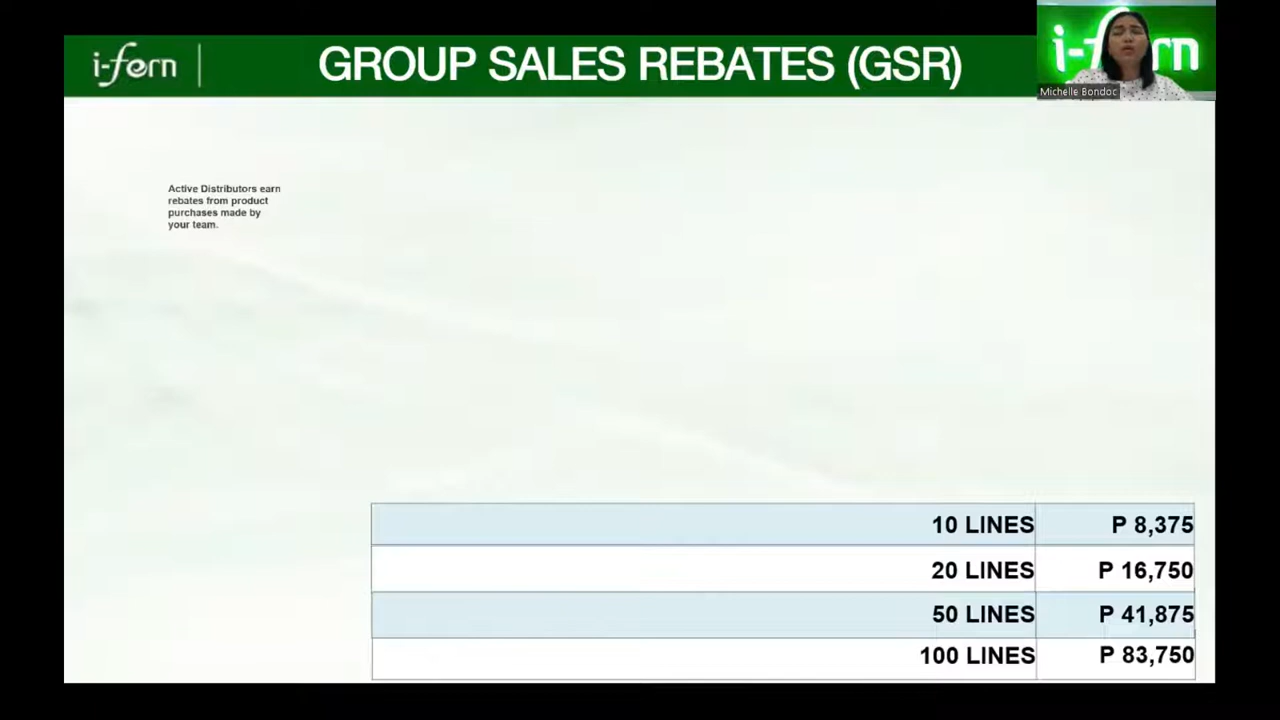 i-fern
GROUP SALES REBATES (GSR)
i-fern
Michelle Bondoc
Active Distributors earn
rebates from product
purchases made by
your team.
10 LINES P 8,375
20 LINES P 16,750
50 LINES P 41,875
100 LINES P 83,750